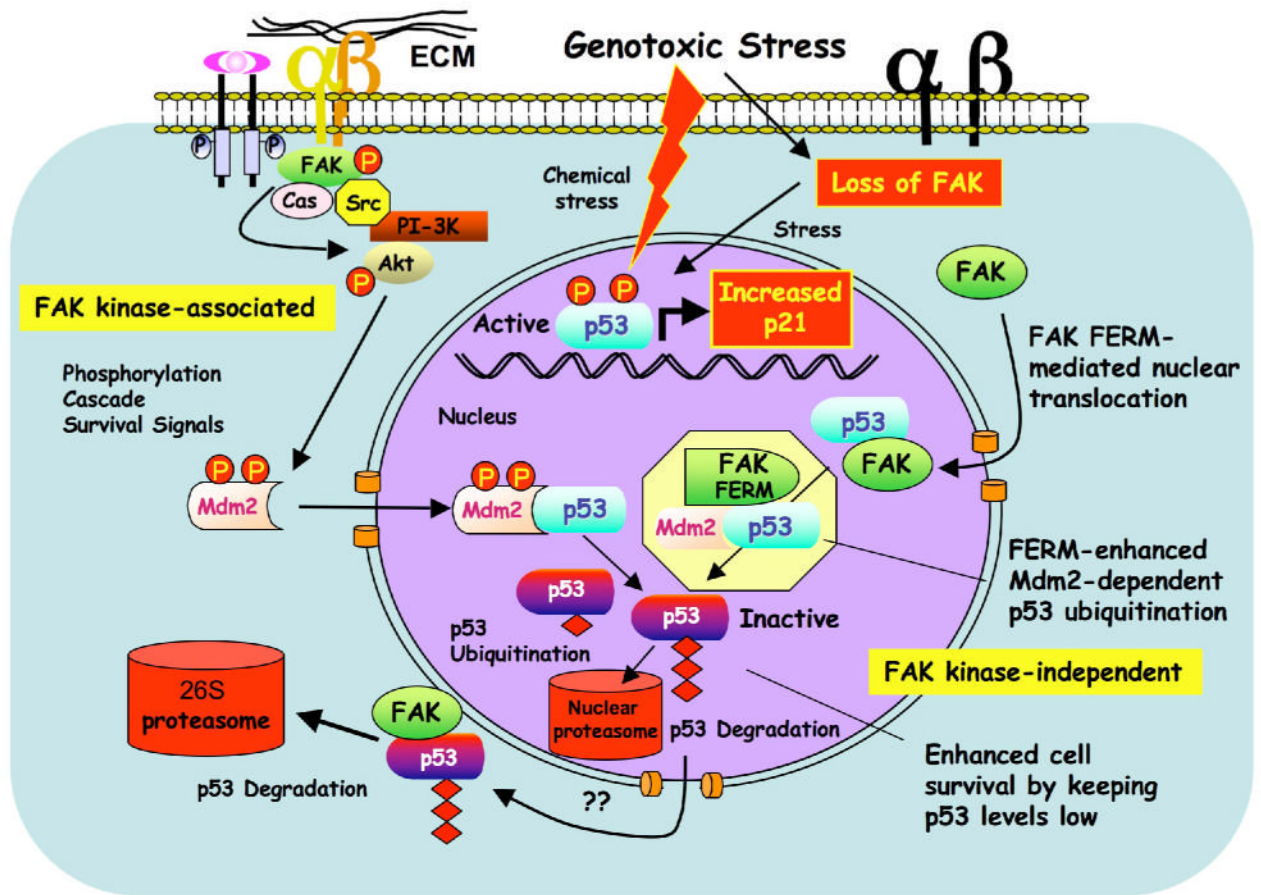 ECM
α β
Genotoxic Stress
α β
P
P
FAK
P
Cas
Src
PI-3K
Akt
P
Chemical
stress
Loss of FAK
Stress
FAK
FAK kinase-associated
P P
Active
p53
Increased
p21
FAK FERM-
mediated nuclear
translocation
Phosphorylation
Cascade
Survival Signals
Nucleus
p53
FAK
P P
Mdm2
P P
Mdm2
p53
FAK
FERM
Mdm2
p53
FERM-enhanced
Mdm2-dependent
p53 ubiquitination
p53
p53
Inactive
p53
Ubiquitination
FAK kinase-independent
26S
proteasome
FAK
p53
Nuclear
proteasome
p53 Degradation
p53 Degradation
??
Enhanced cell
survival by keeping
p53 levels low